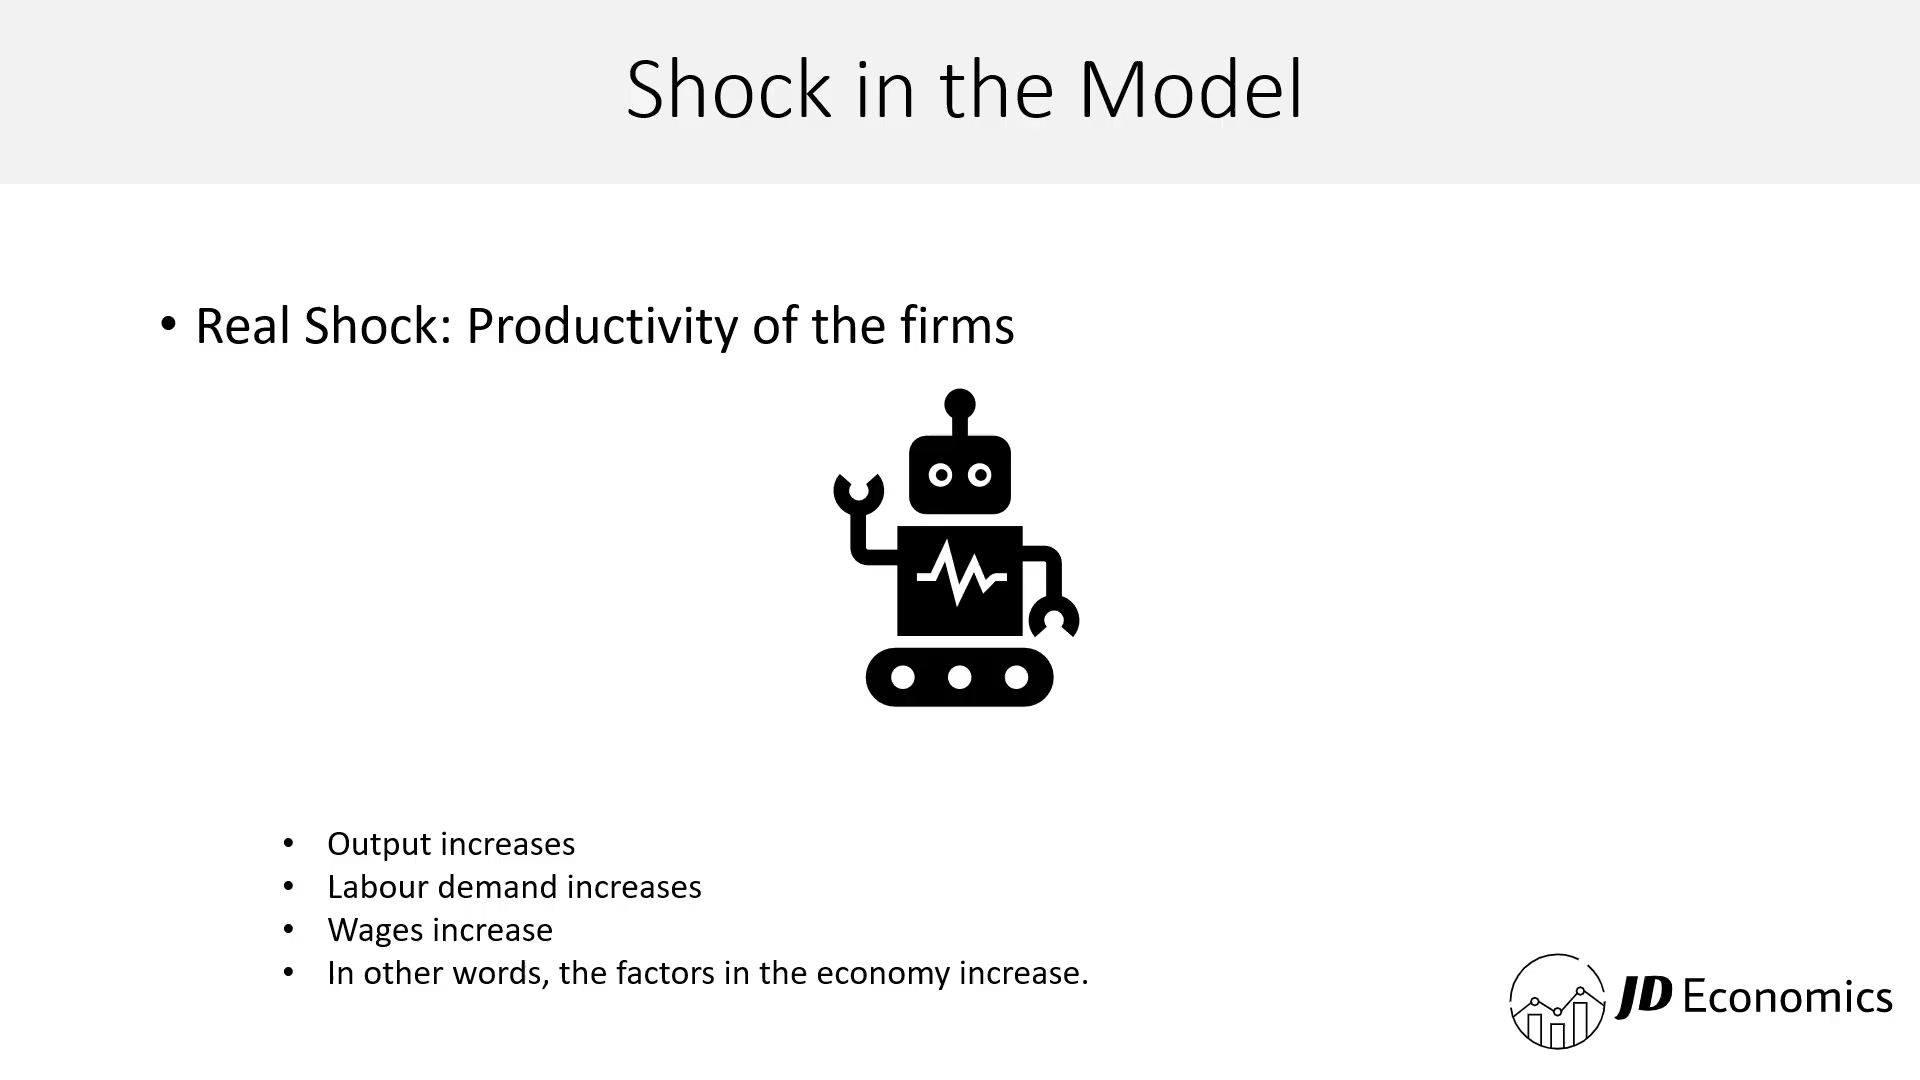 Shock in the Model
• Real Shock: Productivity of the firms
• Output increases
• Labour demand increases
• Wages increase
• In other words, the factors in the economy increase.
JD Economics